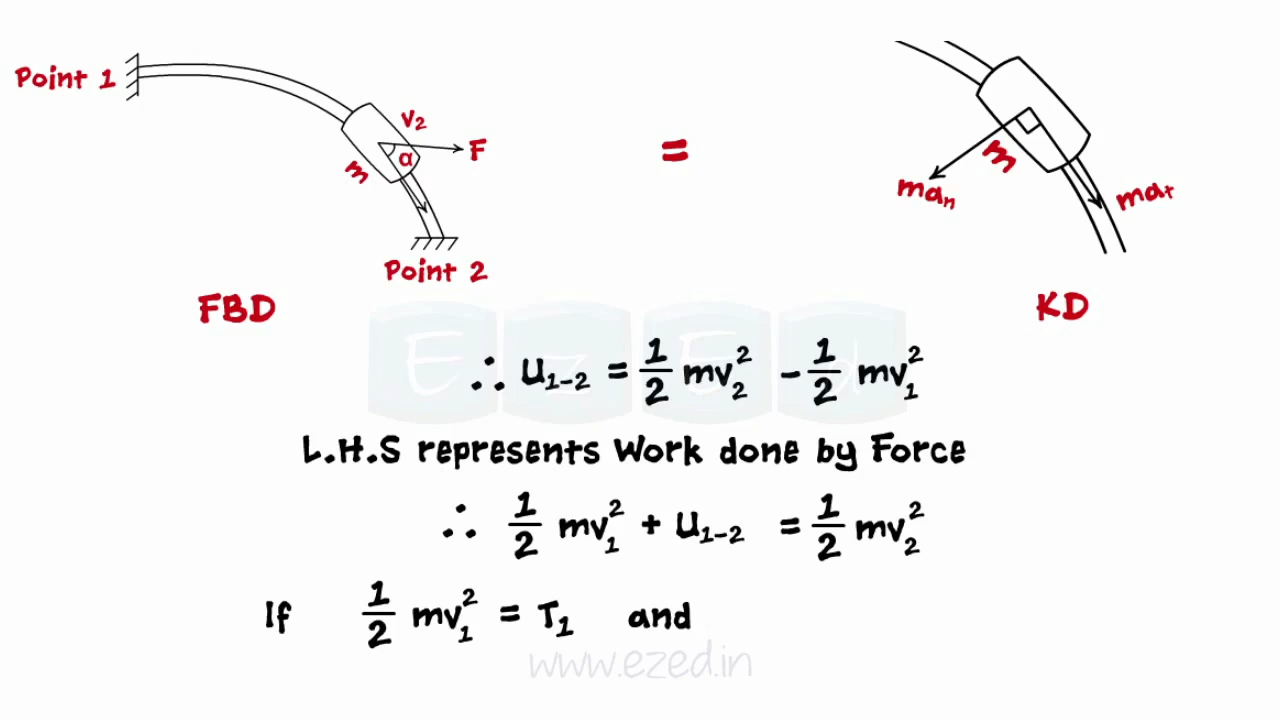 Point 1
V₂
F
α
m
=
m
maₙ
maₜ
Point 2
FBD
KD
EzEd
∴ U₁₋₂ = 1/2 mv₂² - 1/2 mv₁²
L.H.S represents Work done by Force
∴ 1/2 mv₁² + U₁₋₂ = 1/2 mv₂²
If 1/2 mv₁² = T₁ and
www.ezed.in